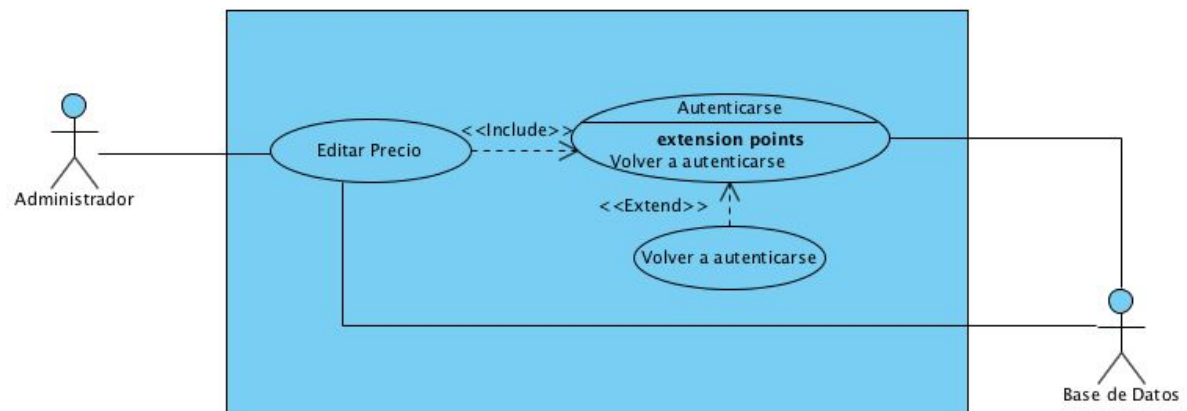 Autenticarse
<<Include>>
extension points
Editar Precio
Volver a autenticarse
Administrador
<<Extend>>
Volver a autenticarse
Base de Datos